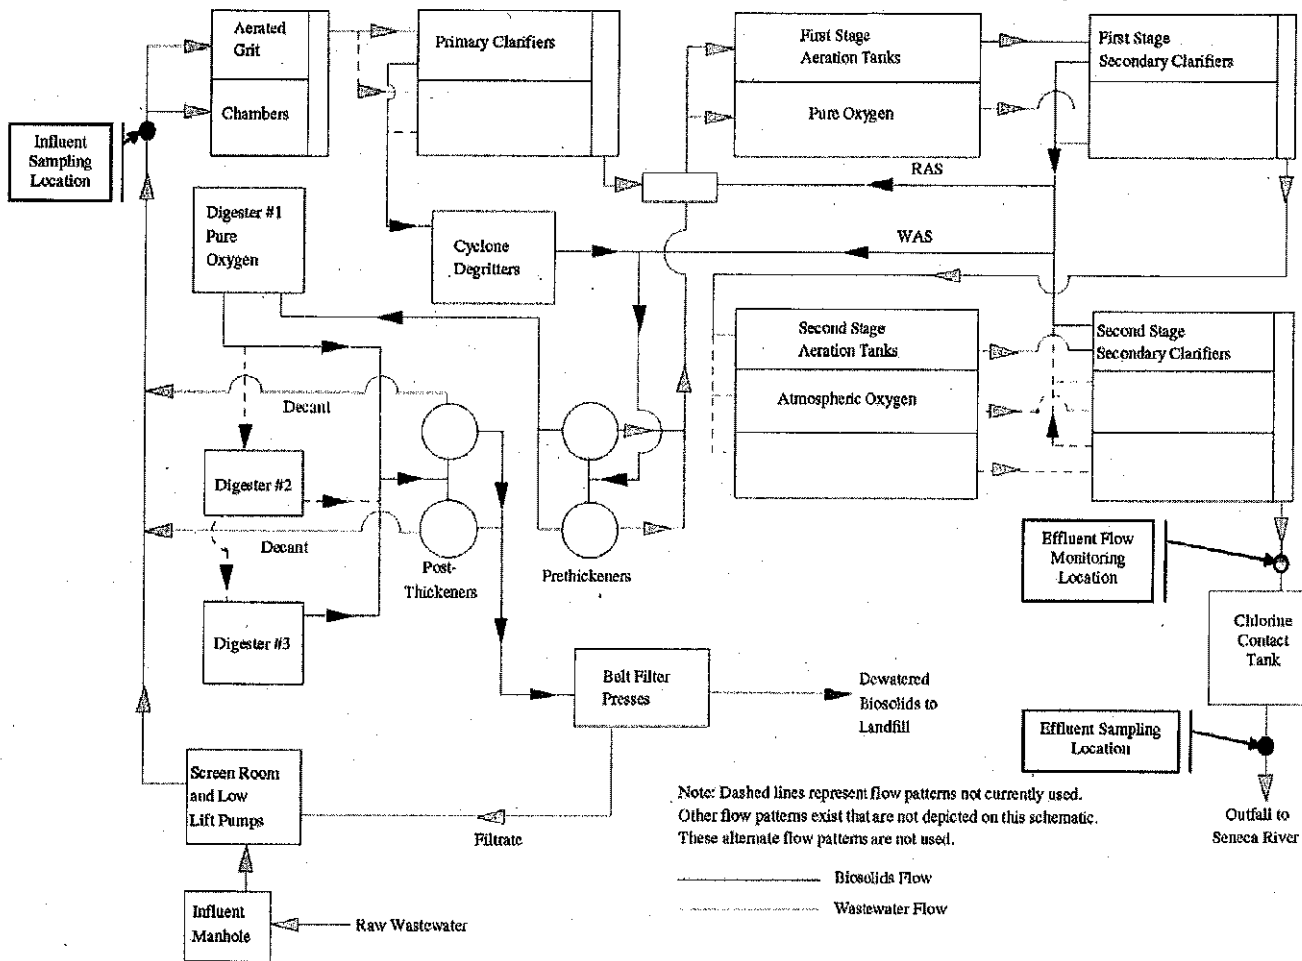 Aerated
Grit
Chambers
Primary Clarifiers
First Stage
Aeration Tanks
Pure Oxygen
First Stage
Secondary Clarifiers
Influent
Sampling
Location
RAS
Digester #1
Pure
Oxygen
Cyclone
Degritters
WAS
Second Stage
Aeration Tanks
Atmospheric Oxygen
Second Stage
Secondary Clarifiers
Decant
Digester #2
Decant
Post-
Thickeners
Prethickeners
Effluent Flow
Monitoring
Location
Digester #3
Chlorine
Contact
Tank
Belt Filter
Presses
Dewatered
Biosolids to
Landfill
Effluent Sampling
Location
Screen Room
and Low
Lift Pumps
Filtrate
Note: Dashed lines represent flow patterns not currently used.
Other flow patterns exist that are not depicted on this schematic.
These alternate flow patterns are not used.
Outfall to
Seneca River
Biosolids Flow
Wastewater Flow
Influent
Manhole
Raw Wastewater